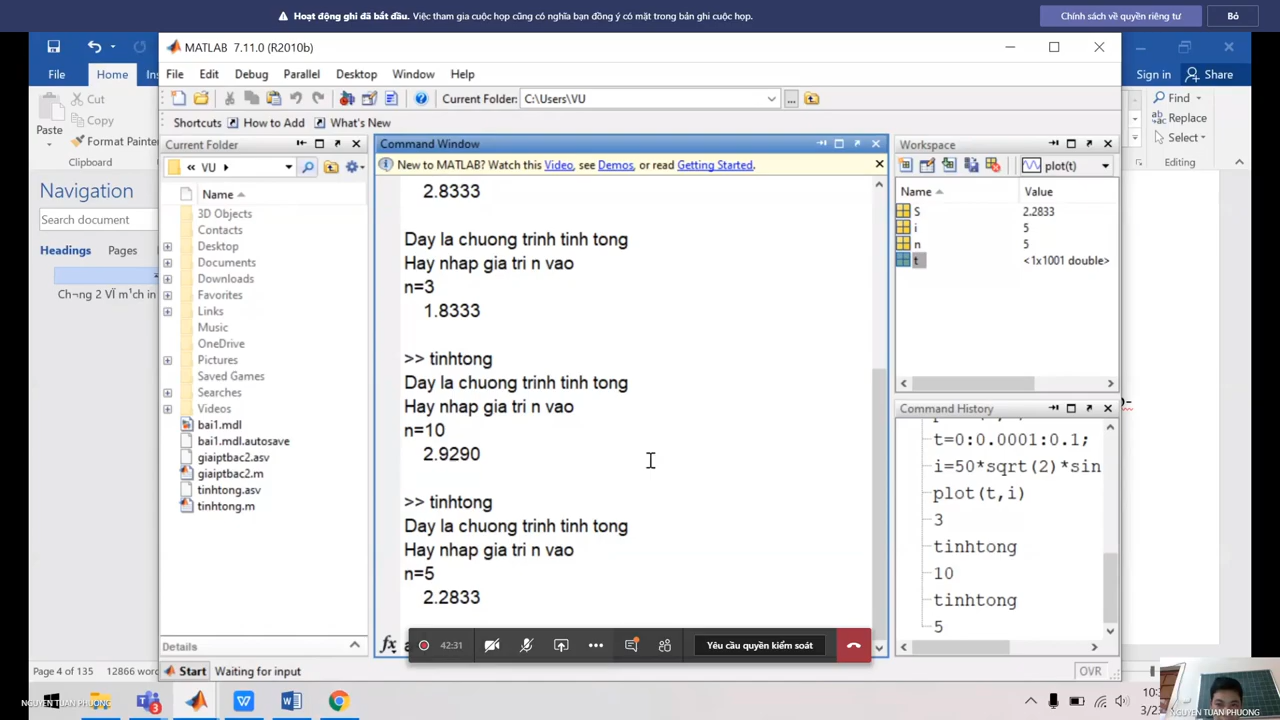 Hoạt động ghi đã bắt đầu. Việc tham gia cuộc họp cũng có nghĩa bạn đồng ý có mặt trong bản ghi cuộc họp.
Chính sách về quyền riêng tư
Bỏ
MATLAB 7.11.0 (R2010b)
File
Home
Sign in
Share
File Edit Debug Parallel Desktop Window Help
Paste
Cut
Copy
Format Painter
Clipboard
Find
Replace
Select
Editing
Current Folder: C:\Users\VU
Shortcuts How to Add What's New
Navigation
Search document
Headings Pages
Current Folder
« VU
Name
3D Objects
Contacts
Desktop
Documents
Downloads
Favorites
Links
Music
OneDrive
Pictures
Saved Games
Searches
Videos
bai1.mdl
bai1.mdl.autosave
giaiptbac2.asv
giaiptbac2.m
tinhtong.asv
tinhtong.m
Details
Command Window
New to MATLAB? Watch this Video, see Demos, or read Getting Started.
2.8333
Day la chuong trinh tinh tong
Hay nhap gia tri n vao
n=3
1.8333
>> tinhtong
Day la chuong trinh tinh tong
Hay nhap gia tri n vao
n=10
2.9290
>> tinhtong
Day la chuong trinh tinh tong
Hay nhap gia tri n vao
n=5
2.2833
fx
Workspace
plot(t)
Name Value
S 2.2833
i 5
n 5
t <1x1001 double>
Command History
t=0:0.0001:0.1;
i=50*sqrt(2)*sin
plot(t,i)
3
tinhtong
10
tinhtong
5
42:31
Yêu cầu quyền kiểm soát
Start Waiting for input
OVR
Page 4 of 135
NGUYEN TUAN PHUONG
3
NGUYEN TUAN PHUONG